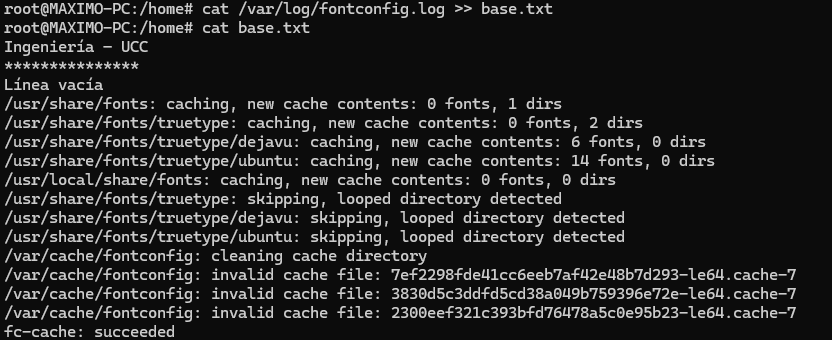 root@MAXIMO-PC:/home# cat /var/log/fontconfig.log >> base.txt
root@MAXIMO-PC:/home# cat base.txt
Ingeniería - UCC
***************
Línea vacía
/usr/share/fonts: caching, new cache contents: 0 fonts, 1 dirs
/usr/share/fonts/truetype: caching, new cache contents: 0 fonts, 2 dirs
/usr/share/fonts/truetype/dejavu: caching, new cache contents: 6 fonts, 0 dirs
/usr/share/fonts/truetype/ubuntu: caching, new cache contents: 14 fonts, 0 dirs
/usr/local/share/fonts: caching, new cache contents: 0 fonts, 0 dirs
/usr/share/fonts/truetype: skipping, looped directory detected
/usr/share/fonts/truetype/dejavu: skipping, looped directory detected
/usr/share/fonts/truetype/ubuntu: skipping, looped directory detected
/var/cache/fontconfig: cleaning cache directory
/var/cache/fontconfig: invalid cache file: 7ef2298fde41cc6eeb7af42e48b7d293-le64.cache-7
/var/cache/fontconfig: invalid cache file: 3830d5c3ddfd5cd38a049b759396e72e-le64.cache-7
/var/cache/fontconfig: invalid cache file: 2300eef321c393bfd76478a5c0e95b23-le64.cache-7
fc-cache: succeeded